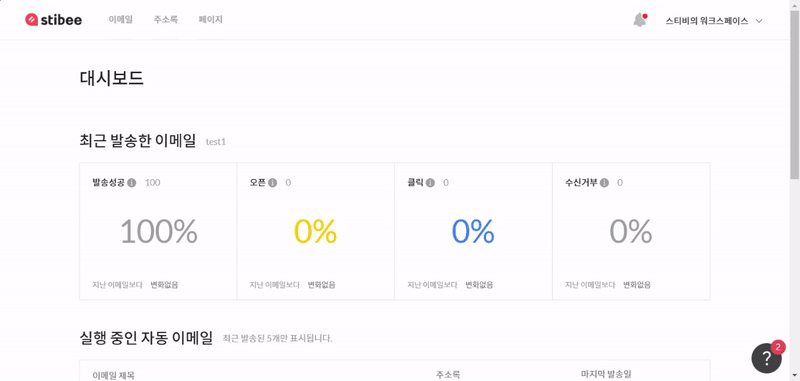 stibee 이메일 주소록 페이지 스티비의 워크스페이스
대시보드
최근 발송한 이메일 test1
발송성공 100 오픈 0 클릭 0 수신거부 0
100% 0% 0% 0%
지난 이메일보다 변화없음 지난 이메일보다 변화없음 지난 이메일보다 변화없음 지난 이메일보다 변화없음
실행 중인 자동 이메일 최근 발송된 5개만 표시됩니다.
? 2
이메일 제목 주소록 마지막 발송일